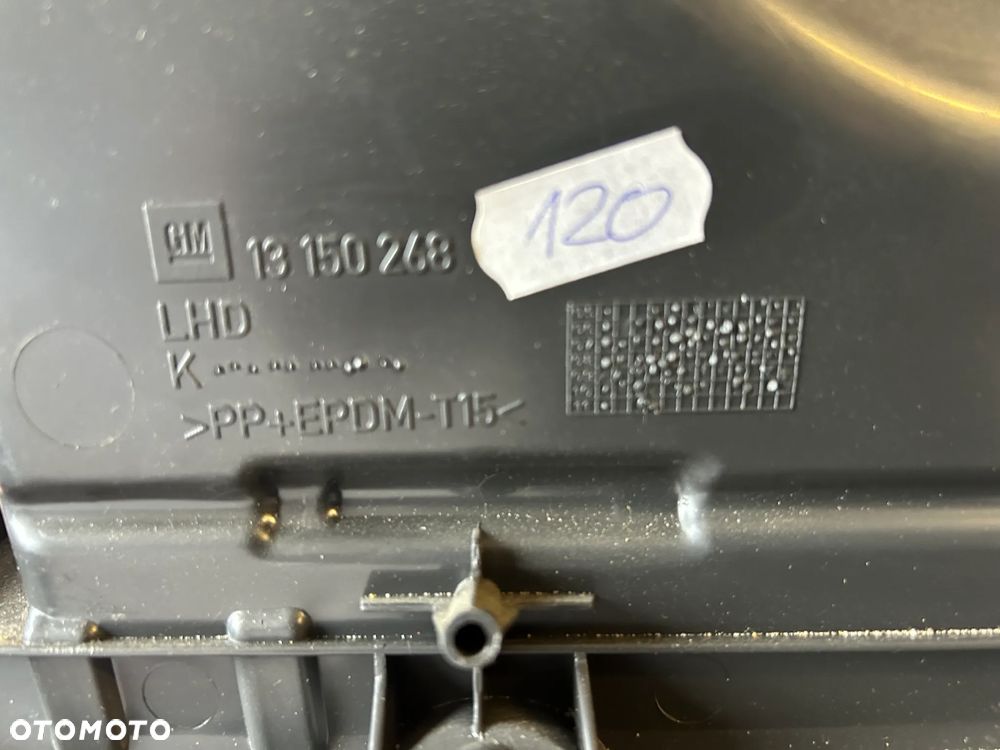 GM 13 150 268
120
LHD
K
>PP+EPDM-T15<
OTOMOTO